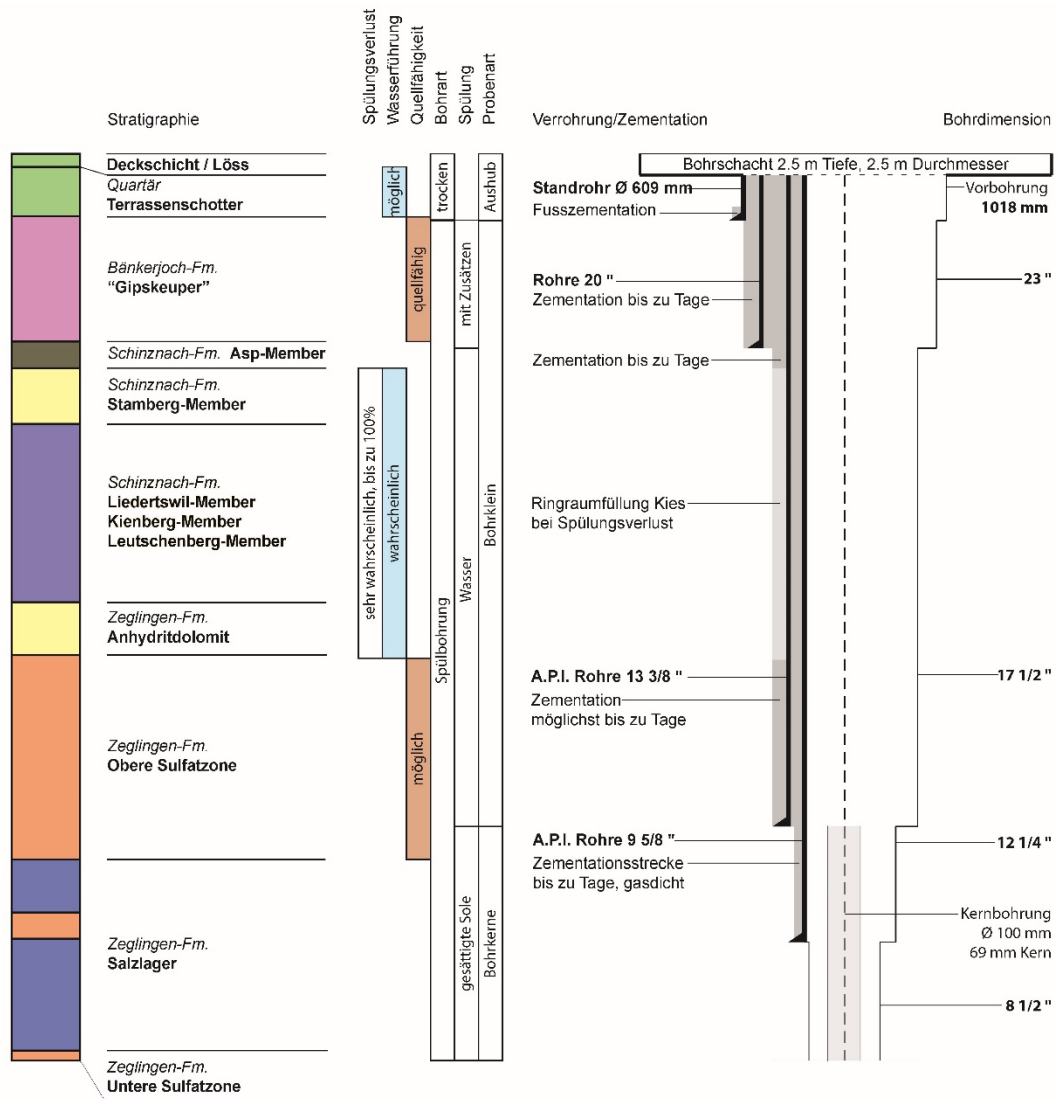 Spülungsverlust
Wasserführung
Quellfähigkeit
Bohrart
Spülung
Probenart
Stratigraphie
Verrohrung/Zementation
Bohrdimension
Deckschicht / Löss
Quartär
Terrassenschotter
Bänkerjoch-Fm.
“Gipskeuper”
Schinznach-Fm. Asp-Member
Schinznach-Fm.
Stamberg-Member
Schinznach-Fm.
Liedertswil-Member
Kienberg-Member
Leutschenberg-Member
Zeglingen-Fm.
Anhydritdolomit
Zeglingen-Fm.
Obere Sulfatzone
Zeglingen-Fm.
Salzlager
Zeglingen-Fm.
Untere Sulfatzone
sehr wahrscheinlich, bis zu 100%
möglich
wahrscheinlich
quellfähig
möglich
trocken
Spülbohrung
mit Zusätzen
Wasser
gesättigte Sole
Aushub
Bohrklein
Bohrkerne
Bohrschacht 2.5 m Tiefe, 2.5 m Durchmesser
Standrohr Ø 609 mm
Fusszementation
Rohre 20 "
Zementation bis zu Tage
Zementation bis zu Tage
Ringraumfüllung Kies
bei Spülungsverlust
A.P.I. Rohre 13 3/8 "
Zementation
möglichst bis zu Tage
A.P.I. Rohre 9 5/8 "
Zementationsstrecke
bis zu Tage, gasdicht
Vorbohrung
1018 mm
23 "
17 1/2 "
12 1/4 "
Kernbohrung
Ø 100 mm
69 mm Kern
8 1/2 "